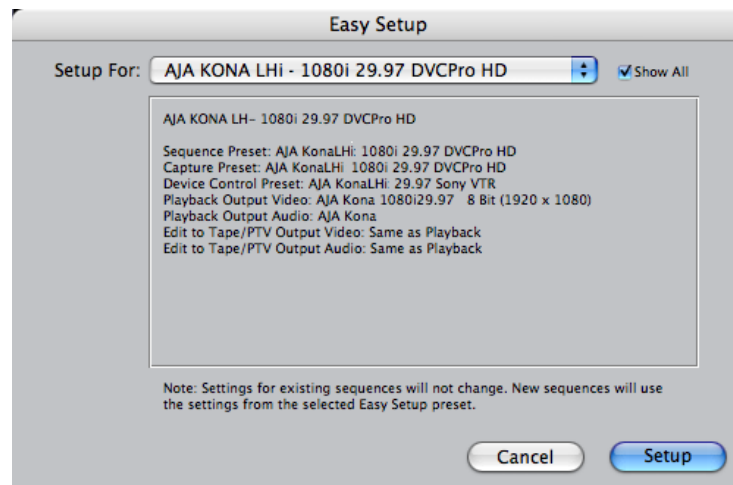 Easy Setup
Setup For: AJA KONA LHi - 1080i 29.97 DVCPro HD Show All
AJA KONA LH– 1080i 29.97 DVCPro HD
Sequence Preset: AJA KonaLHi: 1080i 29.97 DVCPro HD
Capture Preset: AJA KonaLHi 1080i 29.97 DVCPro HD
Device Control Preset: AJA KonaLHi: 29.97 Sony VTR
Playback Output Video: AJA Kona 1080i29.97 8 Bit (1920 x 1080)
Playback Output Audio: AJA Kona
Edit to Tape/PTV Output Video: Same as Playback
Edit to Tape/PTV Output Audio: Same as Playback
Note: Settings for existing sequences will not change. New sequences will use
the settings from the selected Easy Setup preset.
Cancel Setup